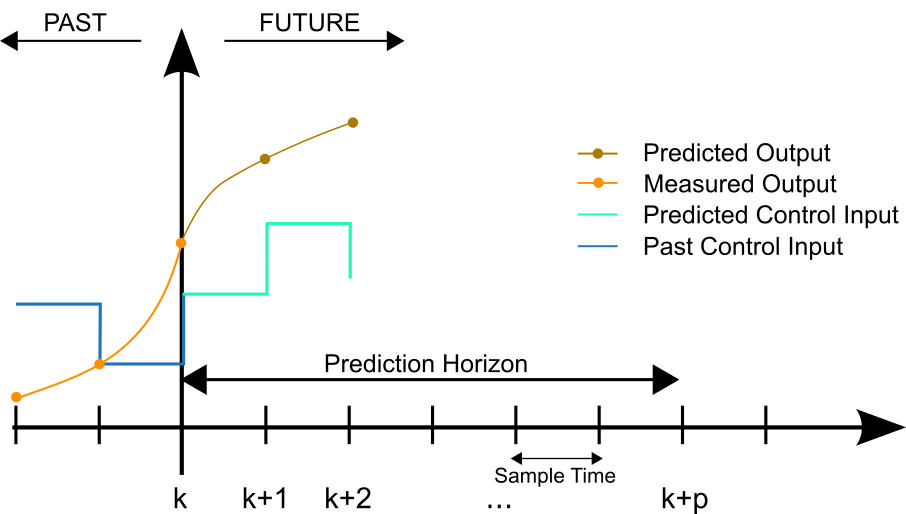 PAST
FUTURE
Predicted Output
Measured Output
Predicted Control Input
Past Control Input
Prediction Horizon
Sample Time
k
k+1
k+2
...
k+p